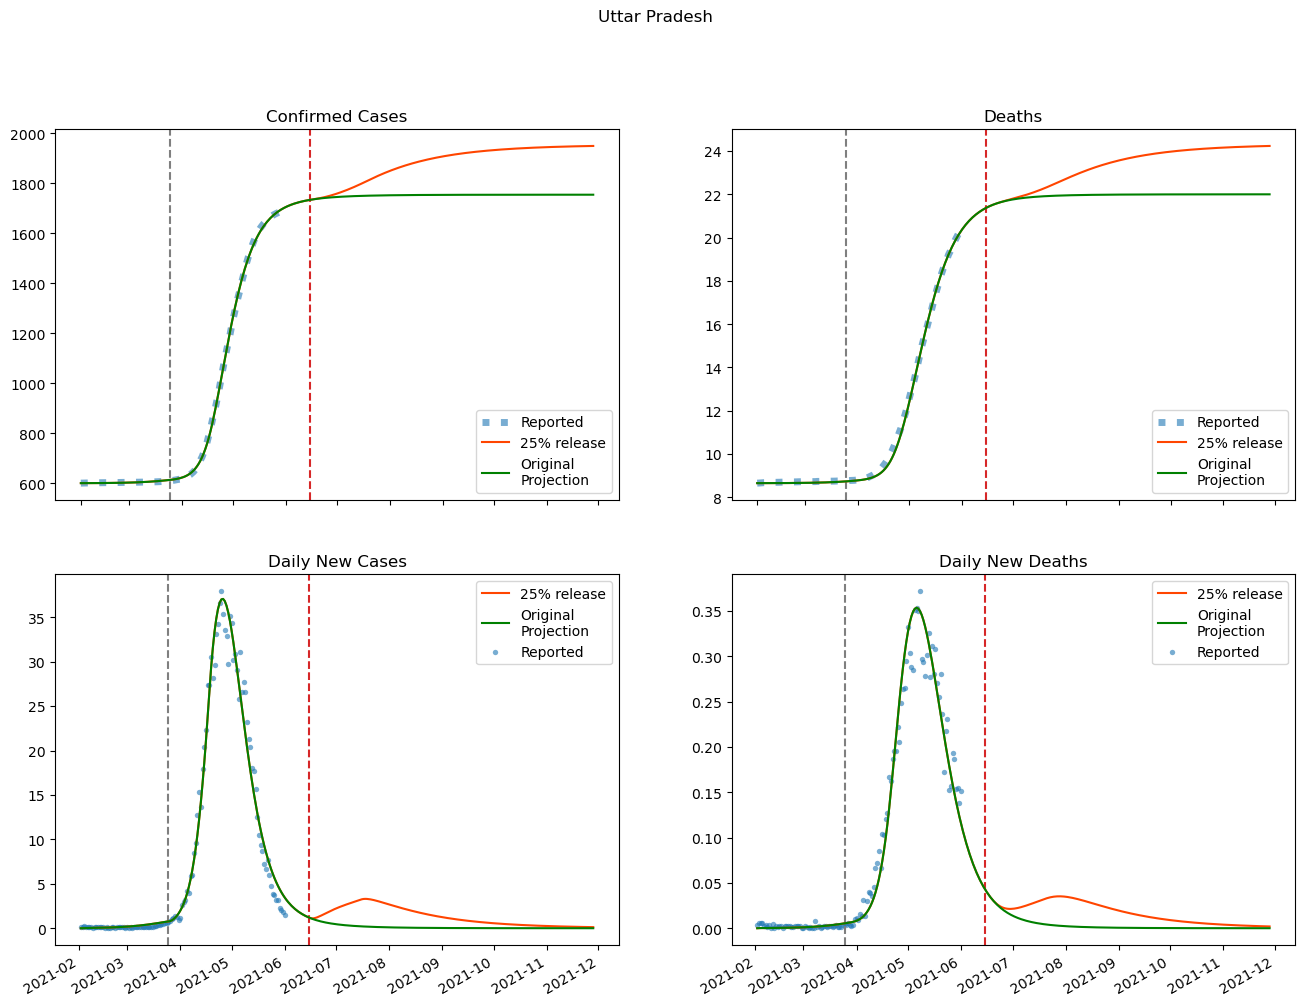 Uttar Pradesh
Confirmed Cases
2000
1800
1600
1400
1200
1000
800
600
Reported
25% release
Original
Projection
Deaths
24
22
20
18
16
14
12
10
8
Reported
25% release
Original
Projection
Daily New Cases
35
30
25
20
15
10
5
0
25% release
Original
Projection
Reported
2021-02
2021-03
2021-04
2021-05
2021-06
2021-07
2021-08
2021-09
2021-10
2021-11
2021-12
Daily New Deaths
0.35
0.30
0.25
0.20
0.15
0.10
0.05
0.00
25% release
Original
Projection
Reported
2021-02
2021-03
2021-04
2021-05
2021-06
2021-07
2021-08
2021-09
2021-10
2021-11
2021-12